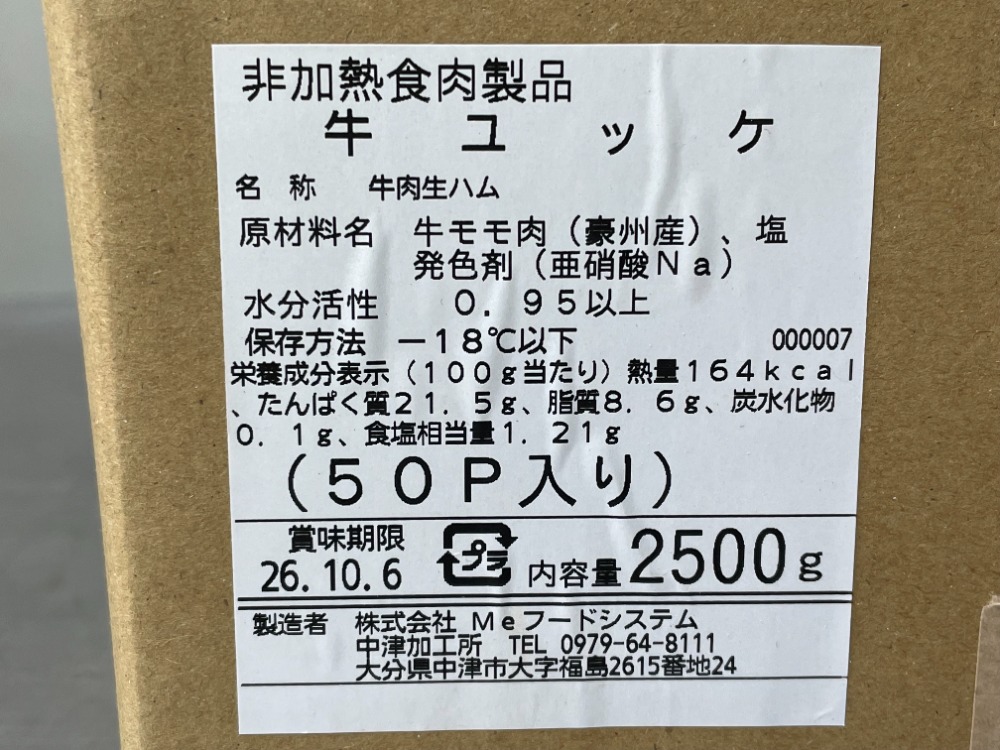 非加熱食肉製品
牛ユッケ
名 称 牛肉生ハム
原材料名 牛モモ肉(豪州産)、塩
発色剤(亜硝酸Na)
水分活性 0.95以上
保存方法 -18℃以下 000007
栄養成分表示(100g当たり)熱量164kcal
、たんぱく質21.5g、脂質8.6g、炭水化物
0.1g、食塩相当量1.21g
(50P入り)
賞味期限
26.10.6 プラ 内容量2500g
製造者 株式会社 Meフードシステム
中津加工所 TEL 0979-64-8111
大分県中津市大字福島2615番地24